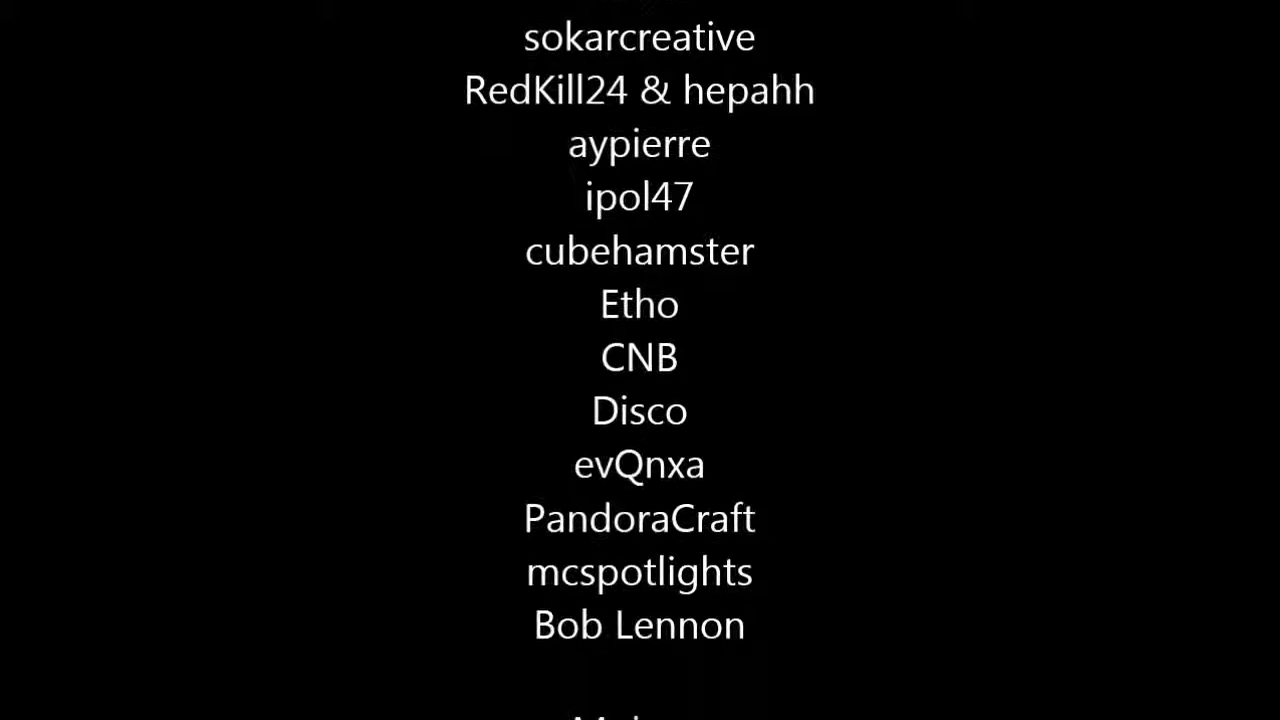 sokarcreative
RedKill24 & hepahh
aypierre
ipol47
cubehamster
Etho
CNB
Disco
evQnxa
PandoraCraft
mcspotlights
Bob Lennon